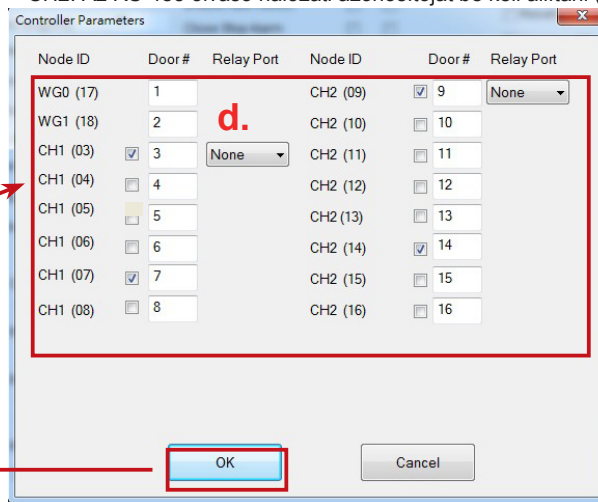 Controller Parameters
Node ID Door# Relay Port Node ID Door# Relay Port
WG0 (17) 1 CH2 (09) 9 None
WG1 (18) 2 d. CH2 (10) 10
CH1 (03) 3 None CH2 (11) 11
CH1 (04) 4 CH2 (12) 12
CH1 (05) 5 CH2 (13) 13
CH1 (06) 6 CH2 (14) 14
CH1 (07) 7 CH2 (15) 15
CH1 (08) 8 CH2 (16) 16
OK Cancel